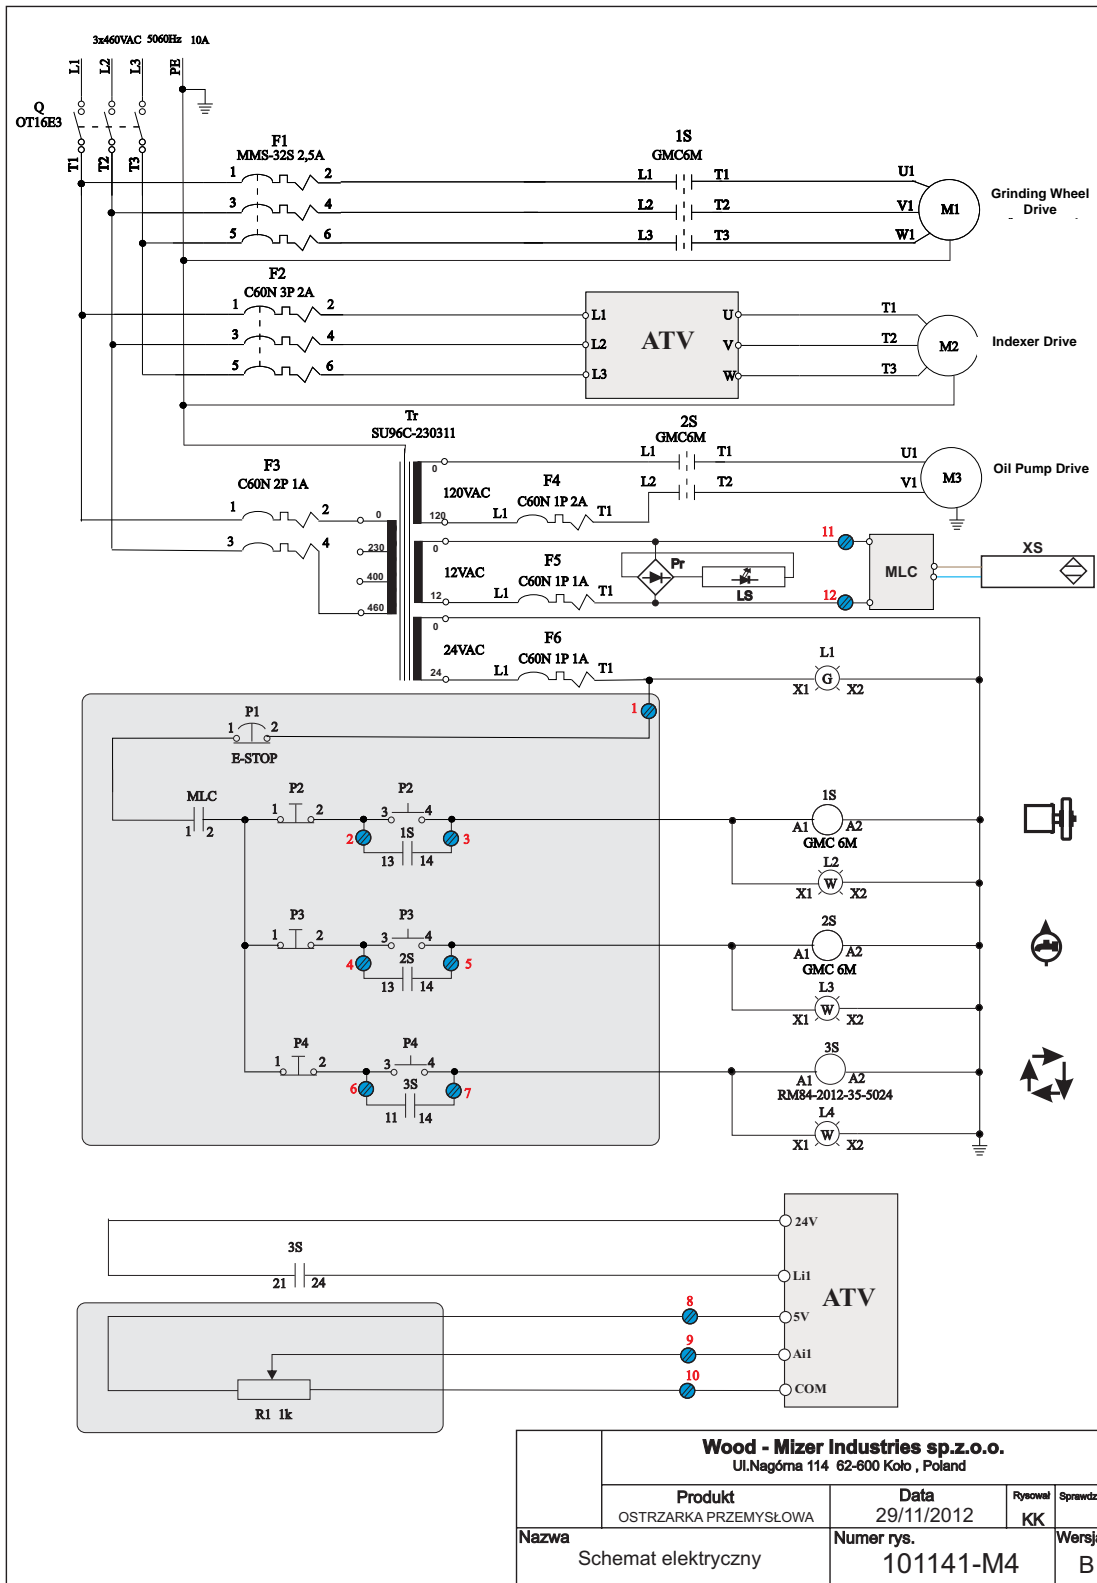 3x460VAC 5060Hz 10A
L1 L2 L3 PE
Q
OT16E3
T1 T2 T3
F1
MMS-32S 2,5A
1S
GMC6M
1 2 L1 T1 U1
3 4 L2 T2 V1
5 6 L3 T3 W1
M1
Grinding Wheel
Drive
F2
C60N 3P 2A
1 2 L1 U T1
3 4 L2 V T2
5 6 L3 W T3
ATV
M2
Indexer Drive
Tr
SU96C-230311
2S
GMC6M
L1 T1 U1
L2 T2 V1
M3
Oil Pump Drive
F3
C60N 2P 1A
1 2
3 4
0
230
400
460
0
120VAC
120
F4
C60N 1P 2A
L1 T1
0
12VAC
12
F5
C60N 1P 1A
L1 T1
Pr
LS
11
12
MLC
XS
0
24VAC
24
F6
C60N 1P 1A
L1 T1
L1
G
X1 X2
1
P1
1 2
E-STOP
MLC
1 2
P2
1 2
P2
3 4
2 3
1S
13 14
1S
A1 A2
GMC 6M
L2
W
X1 X2
P3
1 2
P3
3 4
4 5
2S
13 14
2S
A1 A2
GMC 6M
L3
W
X1 X2
P4
1 2
P4
3 4
6 7
3S
11 14
3S
A1 A2
RM84-2012-35-5024
L4
W
X1 X2
24V
3S
21 24
Li1
ATV
8
5V
9
Ai1
10
COM
R1 1k
Wood - Mizer Industries sp.z.o.o.
Ul.Nagórna 114 62-600 Koło , Poland
Produkt
OSTRZARKA PRZEMYSŁOWA
Data
29/11/2012
Rysował
KK
Sprawdz
Nazwa
Schemat elektryczny
Numer rys.
101141-M4
Wersja
B